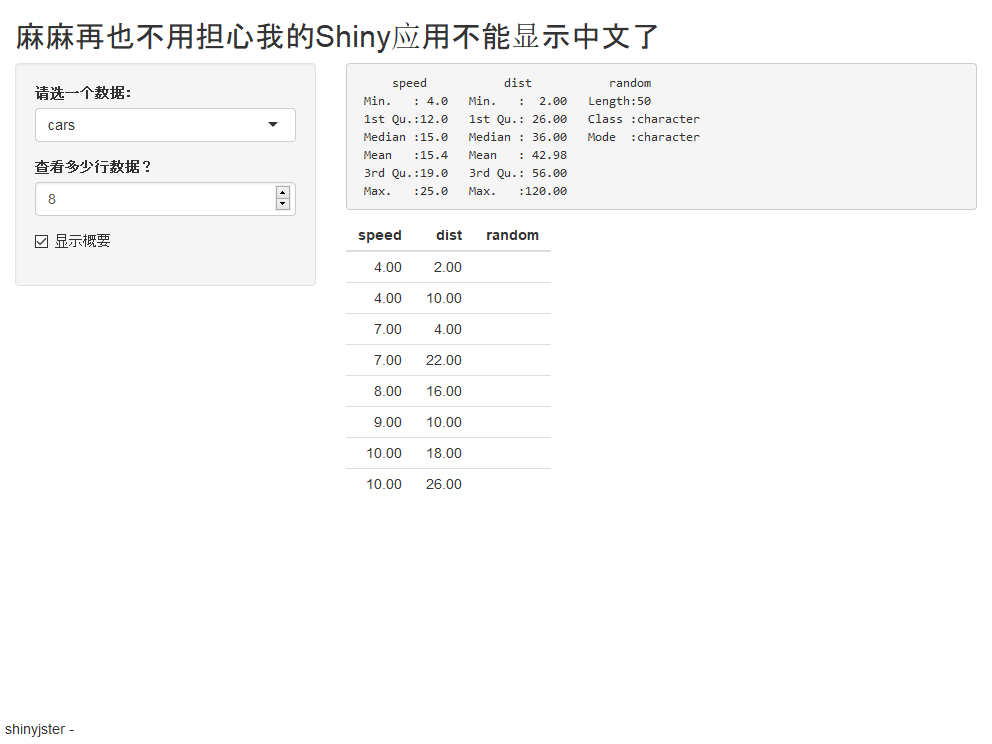 麻麻再也不用担心我的Shiny应用不能显示中文了
请选一个数据：
cars
查看多少行数据？
8
显示概要
speed dist random
Min. : 4.0 Min. : 2.00 Length:50
1st Qu.:12.0 1st Qu.: 26.00 Class :character
Median :15.0 Median : 36.00 Mode :character
Mean :15.4 Mean : 42.98
3rd Qu.:19.0 3rd Qu.: 56.00
Max. :25.0 Max. :120.00
speed dist random
4.00 2.00
4.00 10.00
7.00 4.00
7.00 22.00
8.00 16.00
9.00 10.00
10.00 18.00
10.00 26.00
shinyjster -